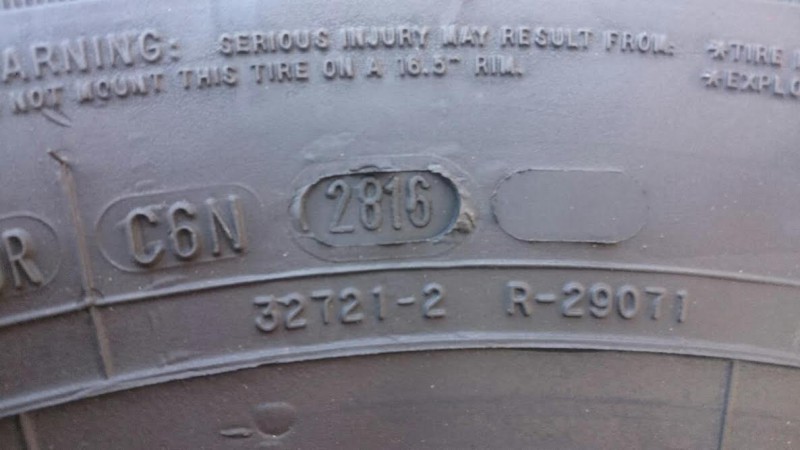 ARNING: SERIOUS INJURY MAY RESULT FROM: *TIRE
NOT MOUNT THIS TIRE ON A 16.5" RIM. *EXPLO
R C6N 2816
32721-2 R-29071